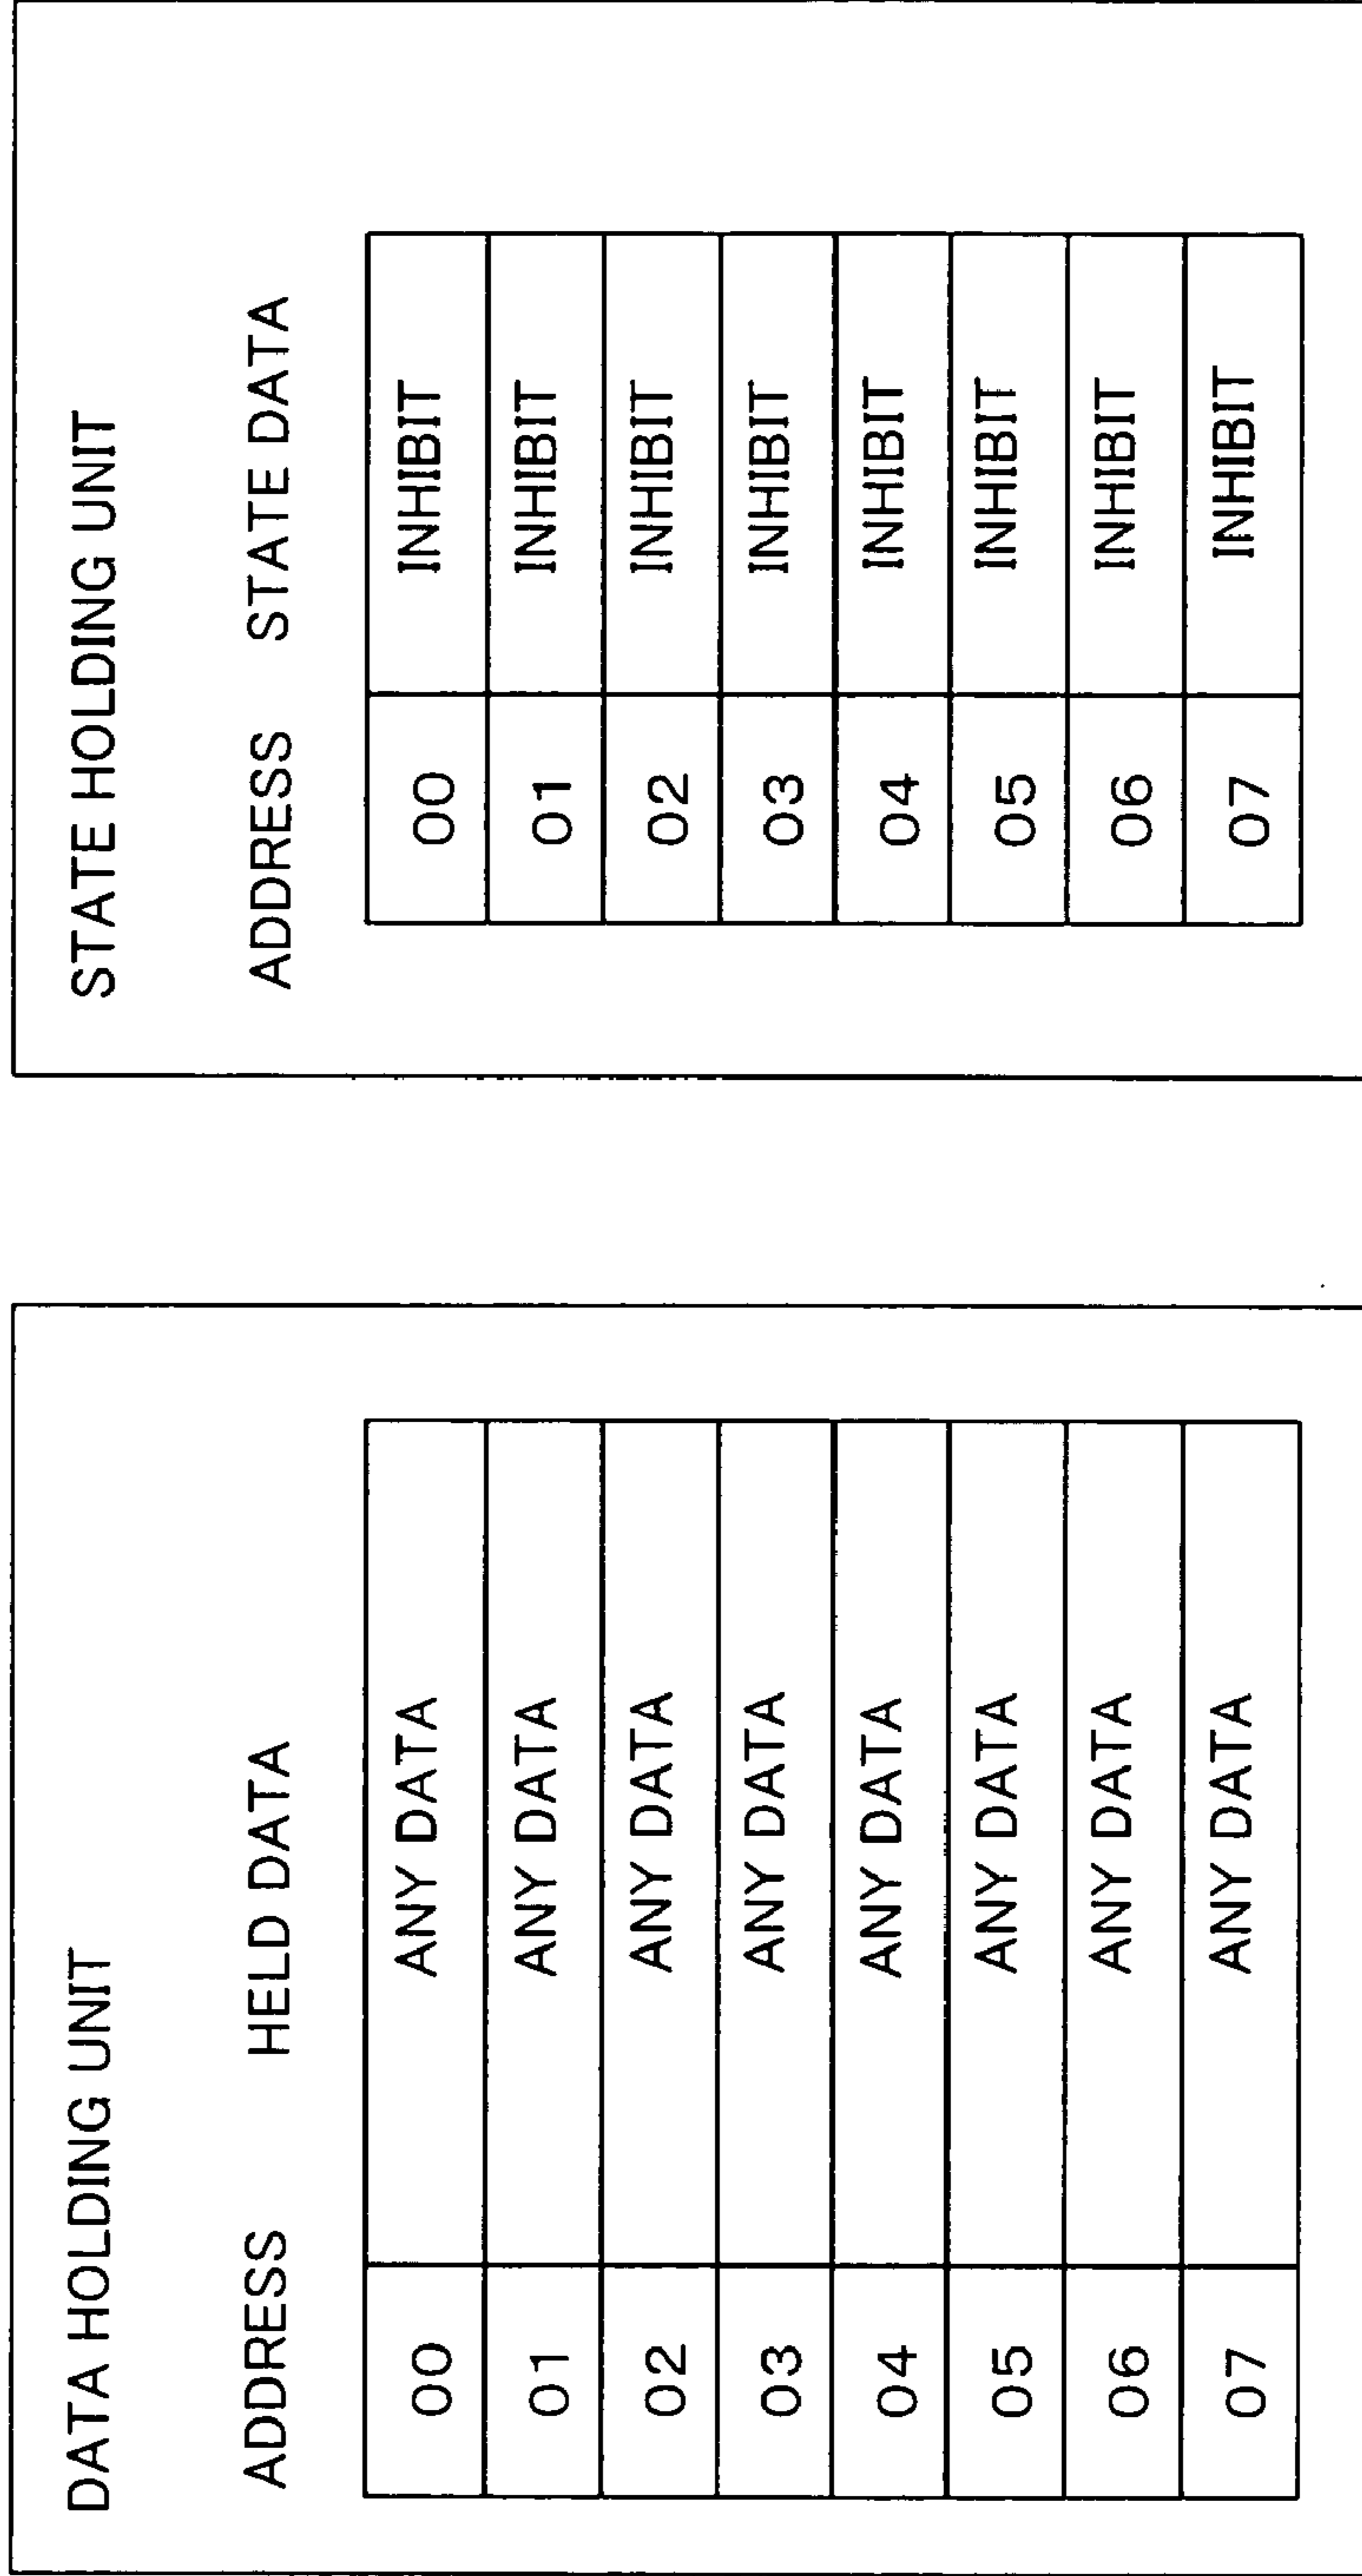 DATA HOLDING UNIT
ADDRESS HELD DATA
00 ANY DATA
01 ANY DATA
02 ANY DATA
03 ANY DATA
04 ANY DATA
05 ANY DATA
06 ANY DATA
07 ANY DATA
STATE HOLDING UNIT
ADDRESS STATE DATA
00 INHIBIT
01 INHIBIT
02 INHIBIT
03 INHIBIT
04 INHIBIT
05 INHIBIT
06 INHIBIT
07 INHIBIT